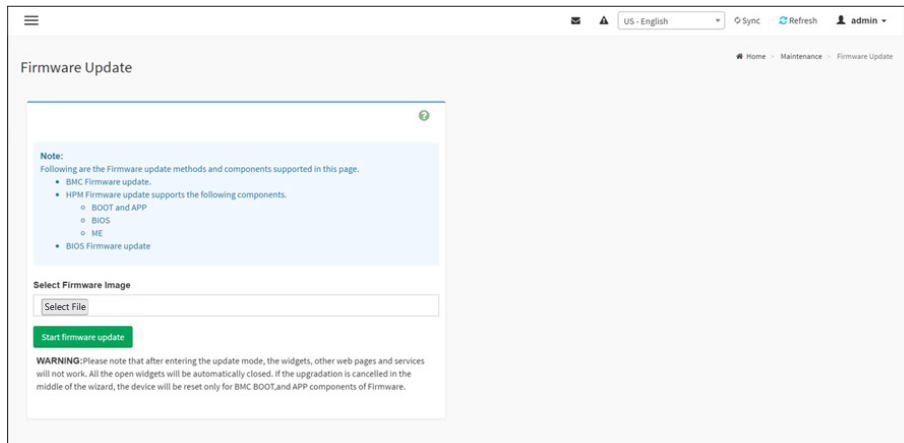 US - English
Sync
Refresh
admin
Firmware Update
Home > Maintenance > Firmware Update
Note:
Following are the Firmware update methods and components supported in this page.
BMC Firmware update.
HPM Firmware update supports the following components.
BOOT and APP
BIOS
ME
BIOS Firmware update
Select Firmware Image
Select File
Start firmware update
WARNING:Please note that after entering the update mode, the widgets, other web pages and services
will not work. All the open widgets will be automatically closed. If the upgradation is cancelled in the
middle of the wizard, the device will be reset only for BMC BOOT,and APP components of Firmware.